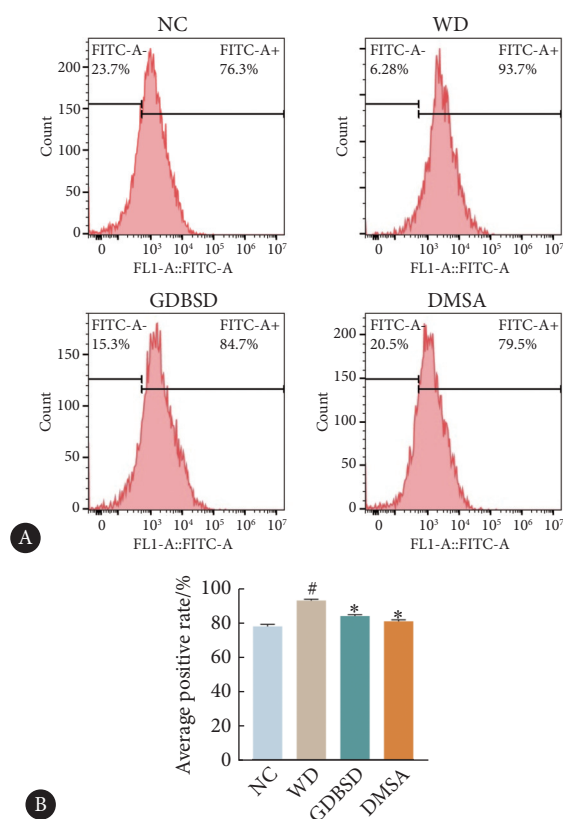 NC
FITC-A-
23.7%
FITC-A+
76.3%
200
150
100
50
0
Count
0
10³
10⁴
10⁵
10⁶
10⁷
FL1-A::FITC-A
WD
FITC-A-
6.28%
FITC-A+
93.7%
0
10³
10⁴
10⁵
10⁶
10⁷
FL1-A::FITC-A
GDBSD
FITC-A-
15.3%
FITC-A+
84.7%
150
100
50
0
Count
0
10³
10⁴
10⁵
10⁶
10⁷
FL1-A::FITC-A
DMSA
FITC-A-
20.5%
FITC-A+
79.5%
200
150
100
50
0
Count
0
10³
10⁴
10⁵
10⁶
10⁷
FL1-A::FITC-A
A
Average positive rate/%
100
80
60
40
20
0
#
*
*
NC
WD
GDBSD
DMSA
B